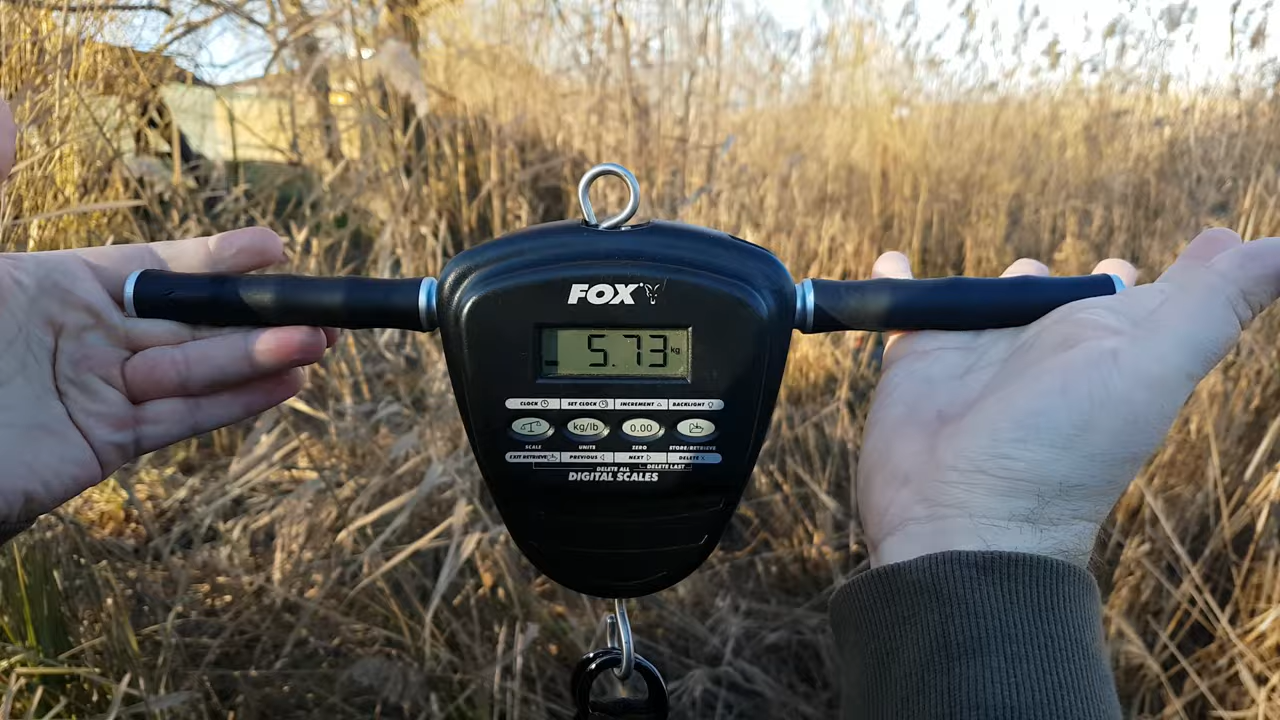 FOX
5.73 kg
CLOCK SET CLOCK INCREMENT BACKLIGHT
kg/lb 0.00
SCALE UNITS ZERO STORE/RETRIEVE
EXIT RETRIEVE PREVIOUS NEXT DELETE
DELETE ALL DELETE LAST
DIGITAL SCALES